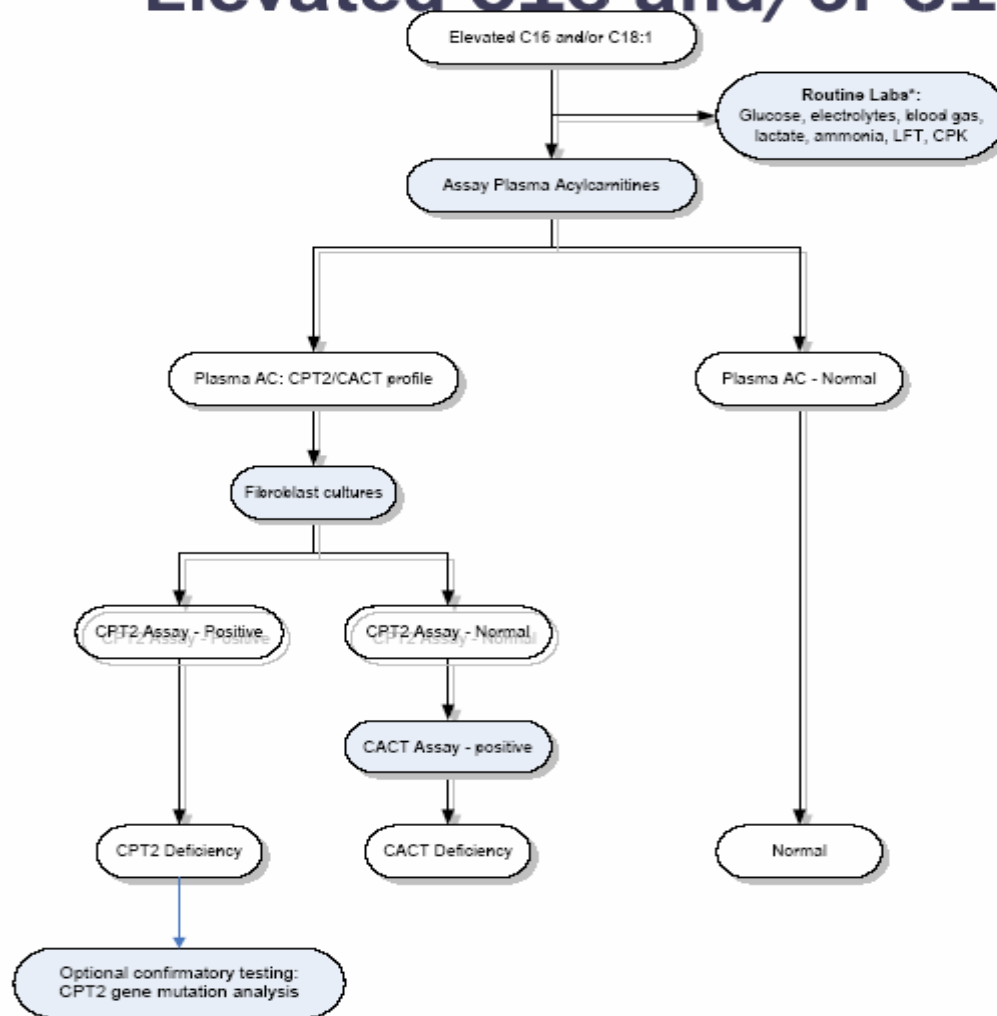 Elevated C16 and/or C1
Elevated C16 and/or C18:1
Routine Labs*:
Glucose, electrolytes, blood gas,
lactate, ammonia, LFT, CPK
Assay Plasma Acylcarnitines
Plasma AC: CPT2/CACT profile
Plasma AC - Normal
Fibroblast cultures
CPT2 Assay - Positive
CPT2 Assay - Normal
CACT Assay - positive
CPT2 Deficiency
CACT Deficiency
Normal
Optional confirmatory testing:
CPT2 gene mutation analysis